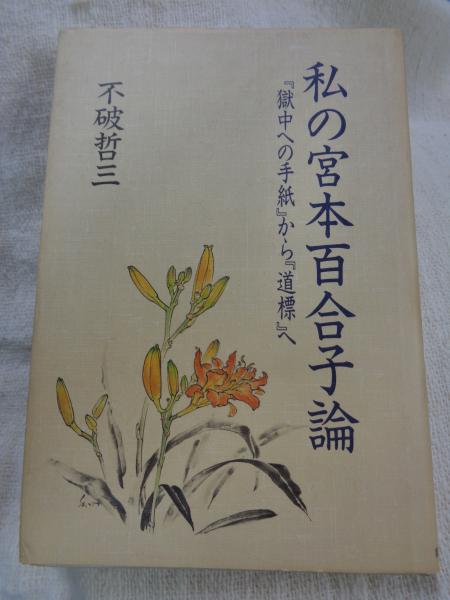 私の宮本百合子論
『獄中への手紙』から『道標』へ
不破哲三